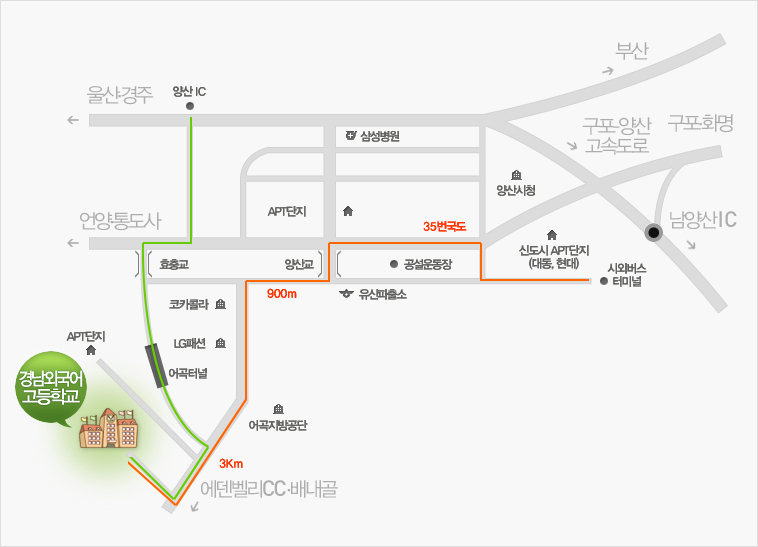 부산
울산·경주
양산 IC
구포·양산
고속도로
구포·화명
삼성병원
양산시청
APT단지
언양·통도사
35번국도
남양산IC
신도시 APT단지
(대동, 현대)
효충교
양산교
공설운동장
시외버스
터미널
900m
유산파출소
코카콜라
APT단지
LG패션
어곡터널
경남외국어
고등학교
어곡지방공단
3Km
에덴벨리CC·배내골